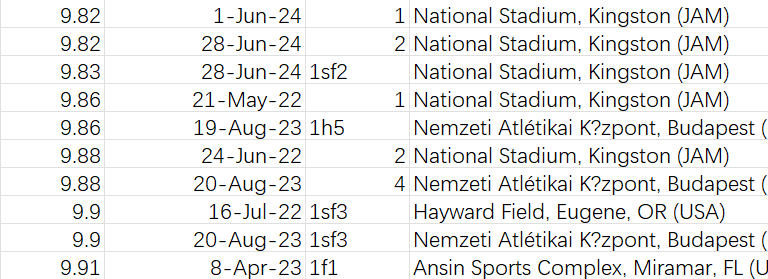 9.82 1-Jun-24 1 National Stadium, Kingston (JAM)
9.82 28-Jun-24 2 National Stadium, Kingston (JAM)
9.83 28-Jun-24 1sf2 National Stadium, Kingston (JAM)
9.86 21-May-22 1 National Stadium, Kingston (JAM)
9.86 19-Aug-23 1h5 Nemzeti Atlétikai K?zpont, Budapest (
9.88 24-Jun-22 2 National Stadium, Kingston (JAM)
9.88 20-Aug-23 4 Nemzeti Atlétikai K?zpont, Budapest (
9.9 16-Jul-22 1sf3 Hayward Field, Eugene, OR (USA)
9.9 20-Aug-23 1sf3 Nemzeti Atlétikai K?zpont, Budapest (
9.91 8-Apr-23 1f1 Ansin Sports Complex, Miramar, FL (U